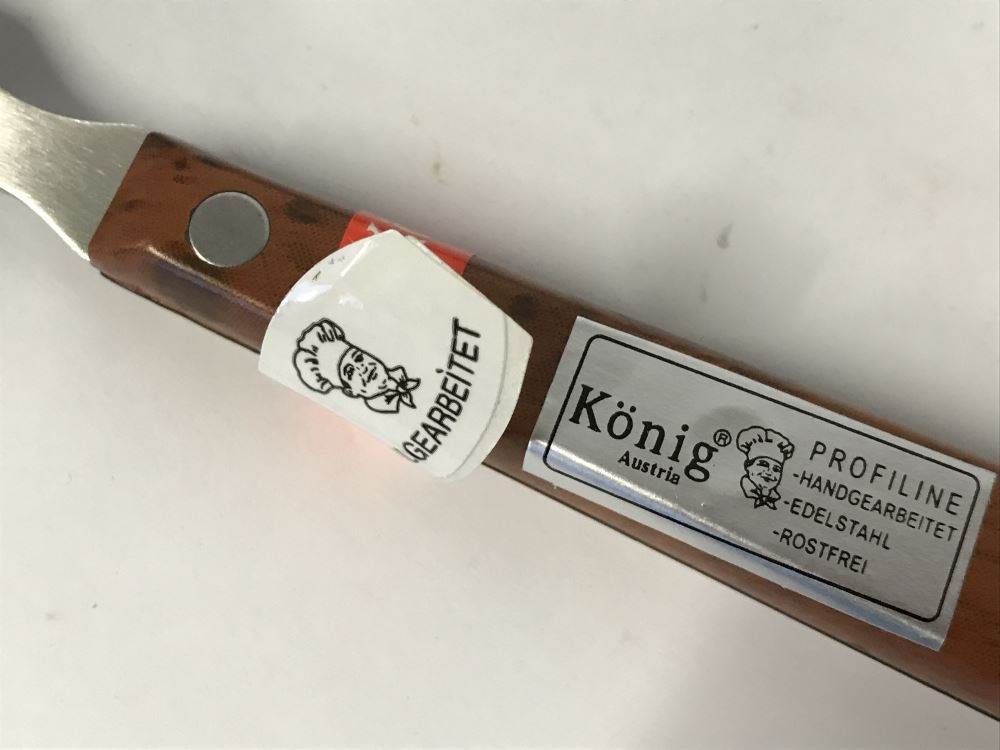 GEARBEITET
König®
Austria
PROFILINE
-HANDGEARBEITET
-EDELSTAHL
-ROSTFREI